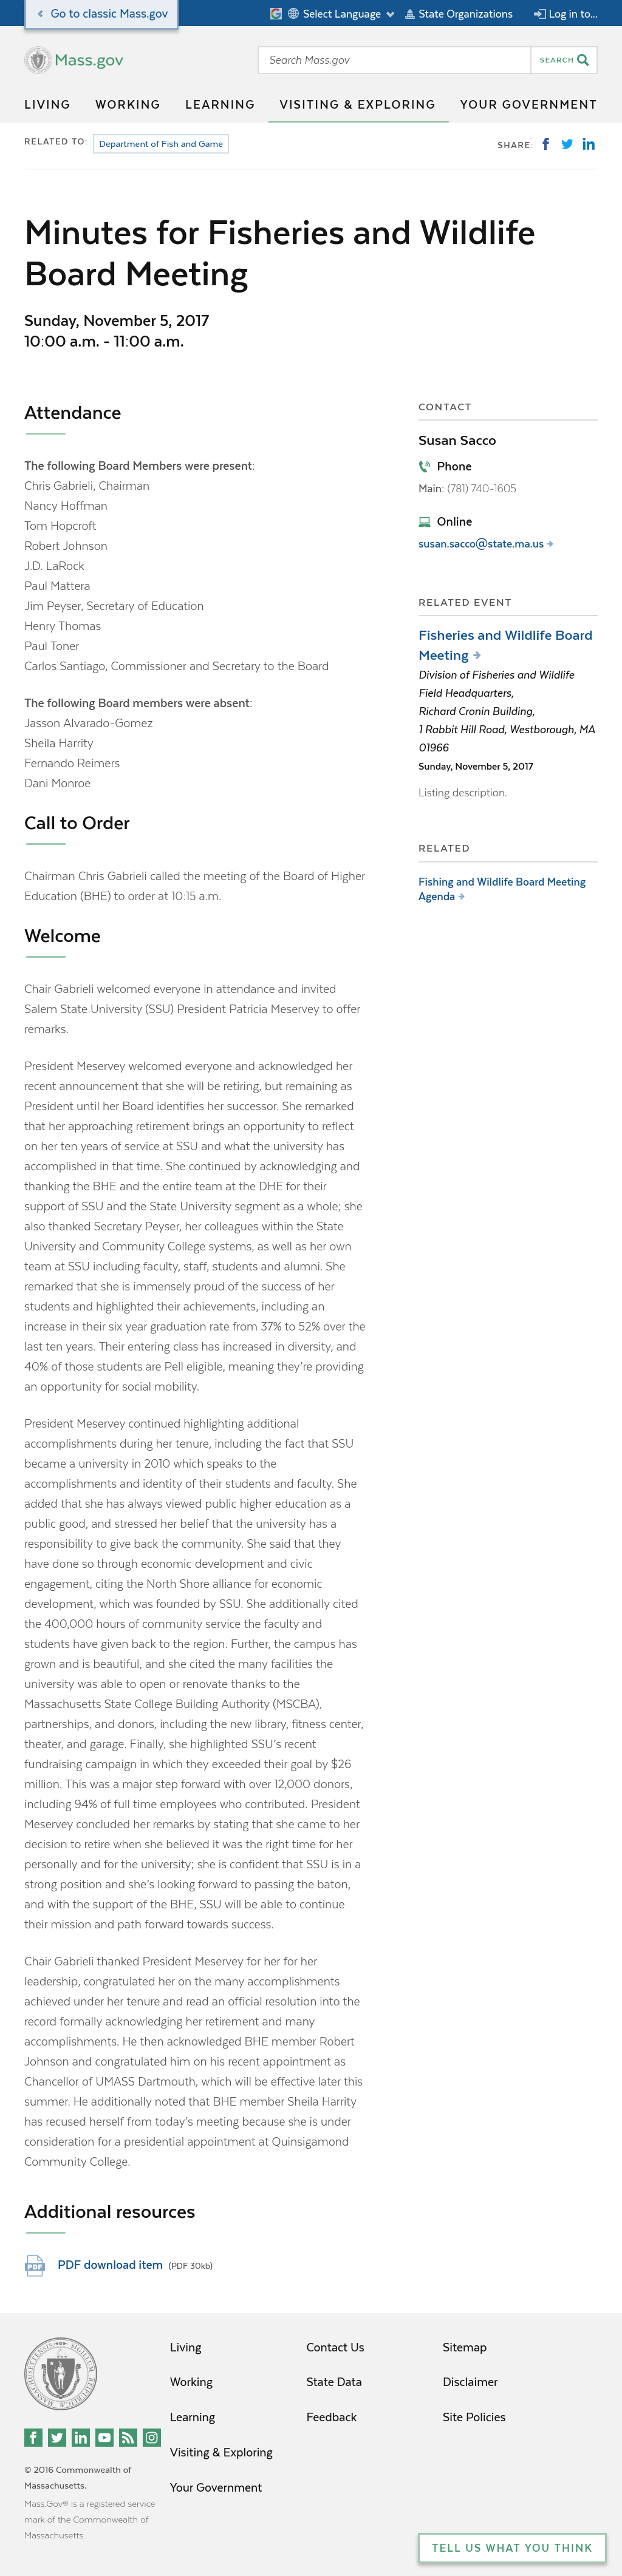 Go to classic Mass.gov
Select Language
State Organizations
Log in to...
Mass.gov
Search Mass.gov
SEARCH
LIVING
WORKING
LEARNING
VISITING & EXPLORING
YOUR GOVERNMENT
RELATED TO:
Department of Fish and Game
SHARE:
Minutes for Fisheries and Wildlife
Board Meeting
Sunday, November 5, 2017
10:00 a.m. - 11:00 a.m.
Attendance
The following Board Members were present:
Chris Gabrieli, Chairman
Nancy Hoffman
Tom Hopcroft
Robert Johnson
J.D. LaRock
Paul Mattera
Jim Peyser, Secretary of Education
Henry Thomas
Paul Toner
Carlos Santiago, Commissioner and Secretary to the Board
The following Board members were absent:
Jasson Alvarado-Gomez
Sheila Harrity
Fernando Reimers
Dani Monroe
Call to Order
Chairman Chris Gabrieli called the meeting of the Board of Higher
Education (BHE) to order at 10:15 a.m.
Welcome
Chair Gabrieli welcomed everyone in attendance and invited
Salem State University (SSU) President Patricia Meservey to offer
remarks.
President Meservey welcomed everyone and acknowledged her
recent announcement that she will be retiring, but remaining as
President until her Board identifies her successor. She remarked
that her approaching retirement brings an opportunity to reflect
on her ten years of service at SSU and what the university has
accomplished in that time. She continued by acknowledging and
thanking the BHE and the entire team at the DHE for their
support of SSU and the State University segment as a whole; she
also thanked Secretary Peyser, her colleagues within the State
University and Community College systems, as well as her own
team at SSU including faculty, staff, students and alumni. She
remarked that she is immensely proud of the success of her
students and highlighted their achievements, including an
increase in their six year graduation rate from 37% to 52% over the
last ten years. Their entering class has increased in diversity, and
40% of those students are Pell eligible, meaning they're providing
an opportunity for social mobility.
President Meservey continued highlighting additional
accomplishments during her tenure, including the fact that SSU
became a university in 2010 which speaks to the
accomplishments and identity of their students and faculty. She
added that she has always viewed public higher education as a
public good, and stressed her belief that the university has a
responsibility to give back the community. She said that they
have done so through economic development and civic
engagement, citing the North Shore alliance for economic
development, which was founded by SSU. She additionally cited
the 400,000 hours of community service the faculty and
students have given back to the region. Further, the campus has
grown and is beautiful, and she cited the many facilities the
university was able to open or renovate thanks to the
Massachusetts State College Building Authority (MSCBA),
partnerships, and donors, including the new library, fitness center,
theater, and garage. Finally, she highlighted SSU's recent
fundraising campaign in which they exceeded their goal by $26
million. This was a major step forward with over 12,000 donors,
including 94% of full time employees who contributed. President
Meservey concluded her remarks by stating that she came to her
decision to retire when she believed it was the right time for her
personally and for the university; she is confident that SSU is in a
strong position and she's looking forward to passing the baton,
and with the support of the BHE, SSU will be able to continue
their mission and path forward towards success.
Chair Gabrieli thanked President Meservey for her for her
leadership, congratulated her on the many accomplishments
achieved under her tenure and read an official resolution into the
record formally acknowledging her retirement and many
accomplishments. He then acknowledged BHE member Robert
Johnson and congratulated him on his recent appointment as
Chancellor of UMASS Dartmouth, which will be effective later this
summer. He additionally noted that BHE member Sheila Harrity
has recused herself from today's meeting because she is under
consideration for a presidential appointment at Quinsigamond
Community College.
CONTACT
Susan Sacco
Phone
Main: (781) 740-1605
Online
susan.sacco@state.ma.us
RELATED EVENT
Fisheries and Wildlife Board
Meeting
Division of Fisheries and Wildlife
Field Headquarters,
Richard Cronin Building,
1 Rabbit Hill Road, Westborough, MA
01966
Sunday, November 5, 2017
Listing description.
RELATED
Fishing and Wildlife Board Meeting
Agenda
Additional resources
PDF
PDF download item (PDF 30kb)
Living
Working
Learning
Visiting & Exploring
Your Government
Contact Us
State Data
Feedback
Sitemap
Disclaimer
Site Policies
© 2016 Commonwealth of
Massachusetts.
Mass.Gov® is a registered service
mark of the Commonwealth of
Massachusetts.
TELL US WHAT YOU THINK